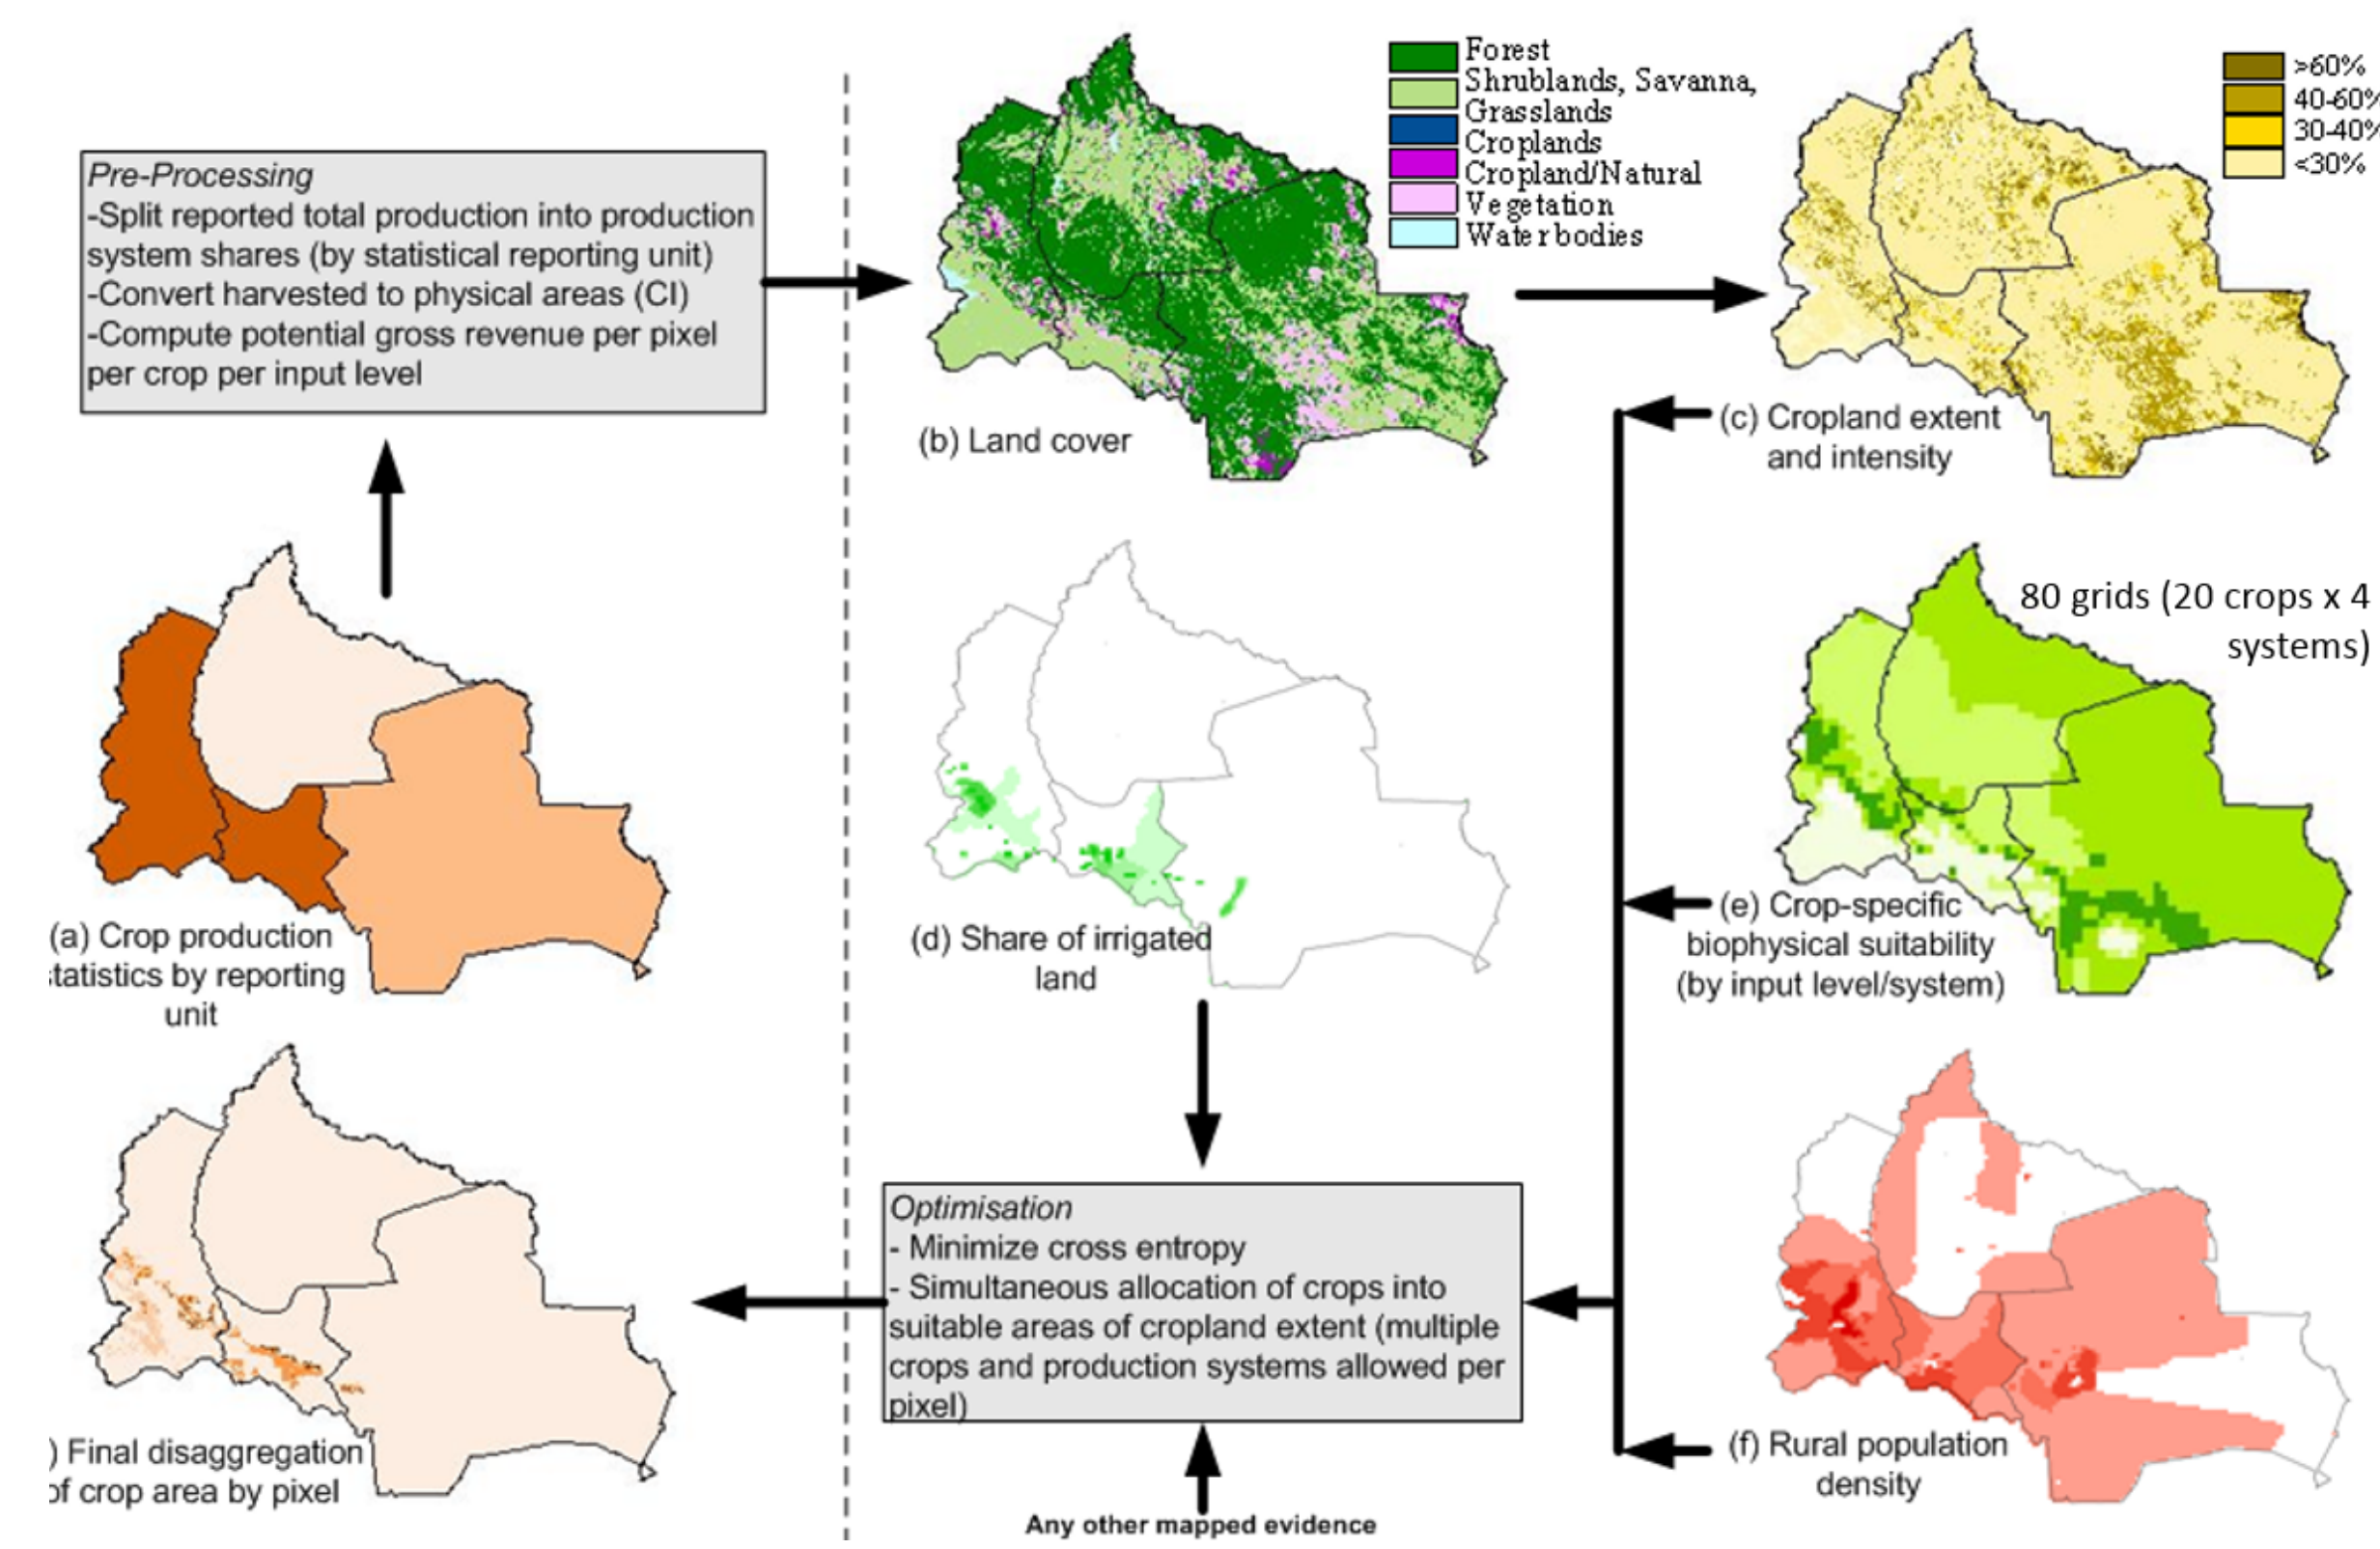 Pre-Processing
-Split reported total production into production
system shares (by statistical reporting unit)
-Convert harvested to physical areas (CI)
-Compute potential gross revenue per pixel
per crop per input level
Forest
Shrublands, Savanna,
Grasslands
Croplands
Cropland/Natural
Vegetation
Water bodies
(b) Land cover
>60%
40-60%
30-40%
<30%
(c) Cropland extent
and intensity
(a) Crop production
tatistics by reporting
unit
(d) Share of irrigated
land
80 grids (20 crops x 4
systems)
(e) Crop-specific
biophysical suitability
(by input level/system)
) Final disaggregation
of crop area by pixel
Optimisation
- Minimize cross entropy
- Simultaneous allocation of crops into
suitable areas of cropland extent (multiple
crops and production systems allowed per
pixel)
Any other mapped evidence
(f) Rural population
density